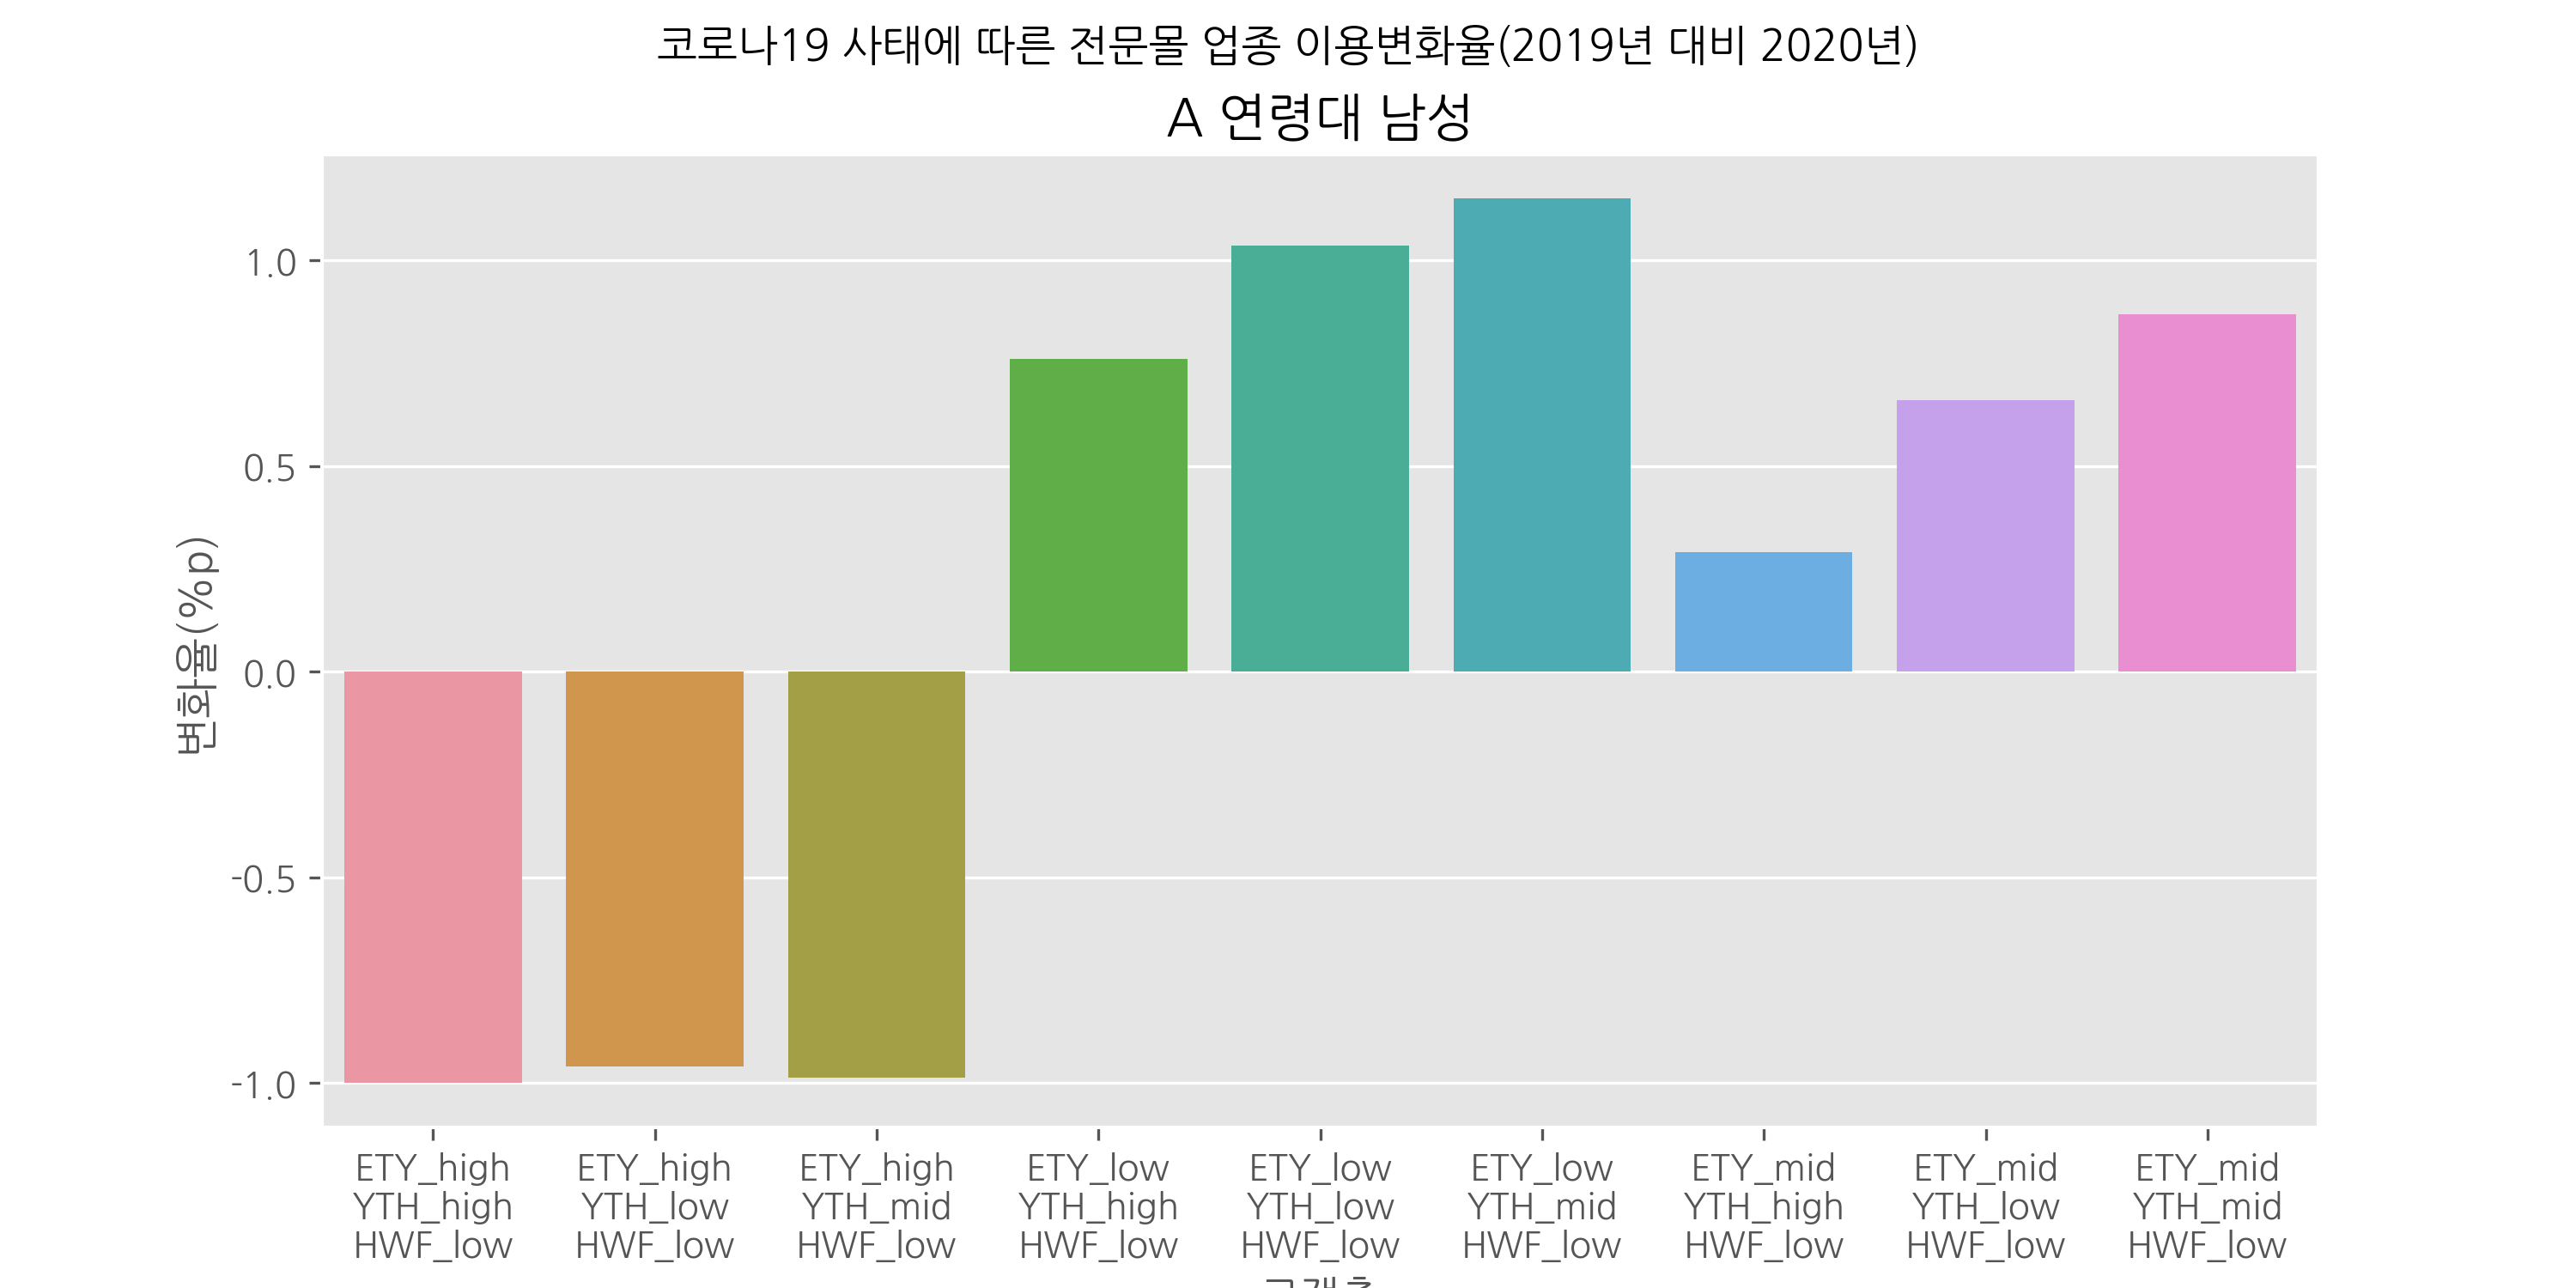 코로나19 사태에 따른 전문몰 업종 이용변화율(2019년 대비 2020년)
A 연령대 남성
변화율(%p)
1.0
0.5
0.0
-0.5
-1.0
ETY_high ETY_high ETY_high ETY_low ETY_low ETY_low ETY_mid ETY_mid ETY_mid
YTH_high YTH_low YTH_mid YTH_high YTH_low YTH_mid YTH_high YTH_low YTH_mid
HWF_low HWF_low HWF_low HWF_low HWF_low HWF_low HWF_low HWF_low HWF_low